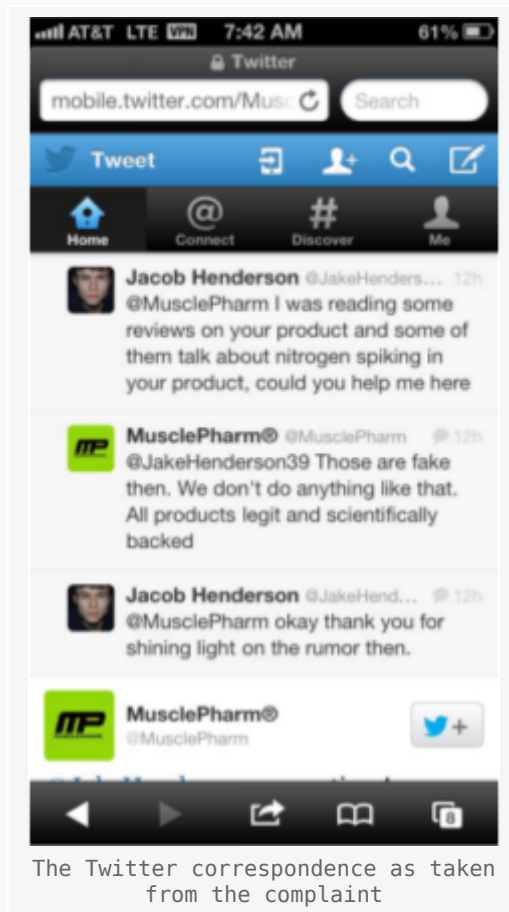 AT&T LTE VPN 7:42 AM 61%
Twitter
mobile.twitter.com/Musc
Search
Tweet
Home
Connect
Discover
Me
Jacob Henderson @JakeHenders... 12h
@MusclePharm I was reading some
reviews on your product and some of
them talk about nitrogen spiking in
your product, could you help me here
MP
MusclePharm® @MusclePharm 12h
@JakeHenderson39 Those are fake
then. We don't do anything like that.
All products legit and scientifically
backed
Jacob Henderson @JakeHend... 12h
@MusclePharm okay thank you for
shining light on the rumor then.
MP
MusclePharm®
@MusclePharm
8
The Twitter correspondence as taken
from the complaint